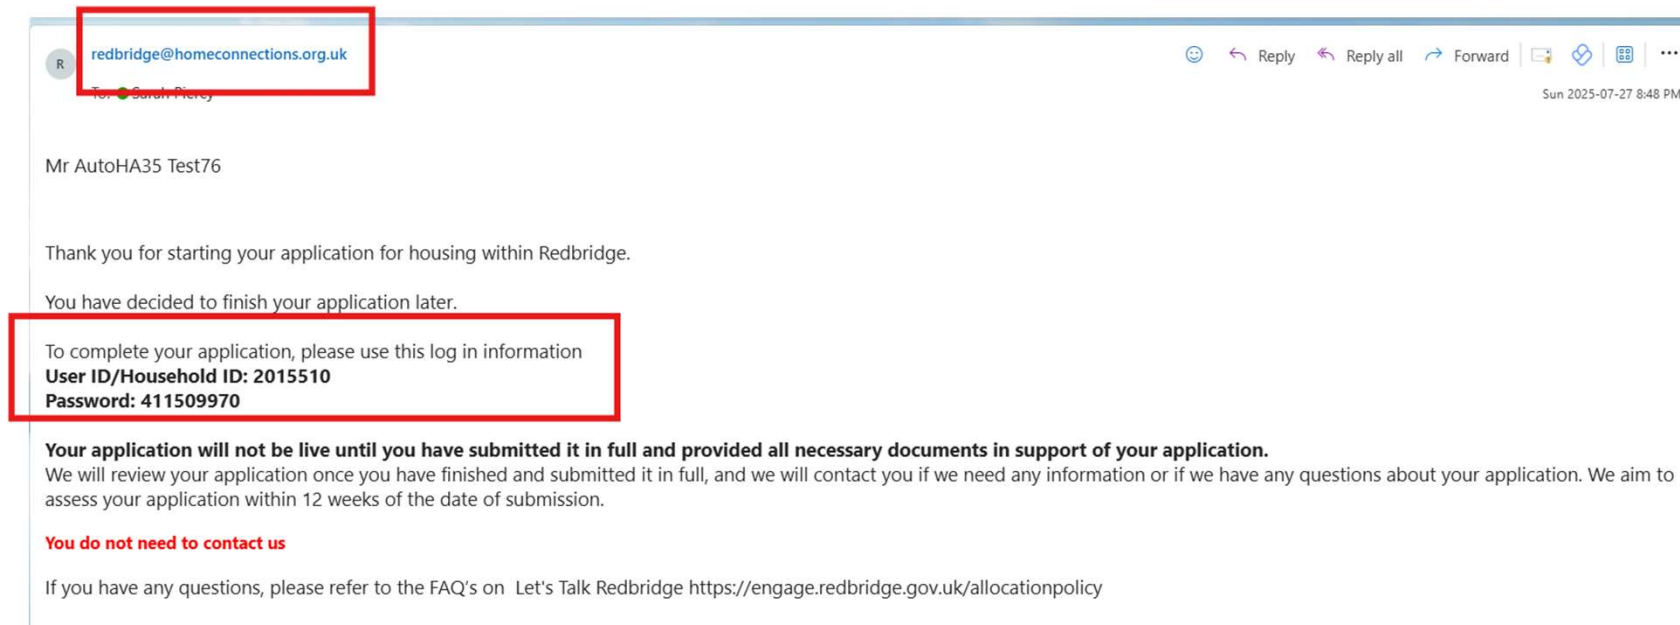 redbridge@homeconnections.org.uk
R
Reply
Reply all
Forward
To: Sarah Piercy
Sun 2025-07-27 8:48 PM
Mr AutoHA35 Test76
Thank you for starting your application for housing within Redbridge.
You have decided to finish your application later.
To complete your application, please use this log in information
User ID/Household ID: 2015510
Password: 411509970
Your application will not be live until you have submitted it in full and provided all necessary documents in support of your application.
We will review your application once you have finished and submitted it in full, and we will contact you if we need any information or if we have any questions about your application. We aim to
assess your application within 12 weeks of the date of submission.
You do not need to contact us
If you have any questions, please refer to the FAQ's on  Let's Talk Redbridge https://engage.redbridge.gov.uk/allocationpolicy